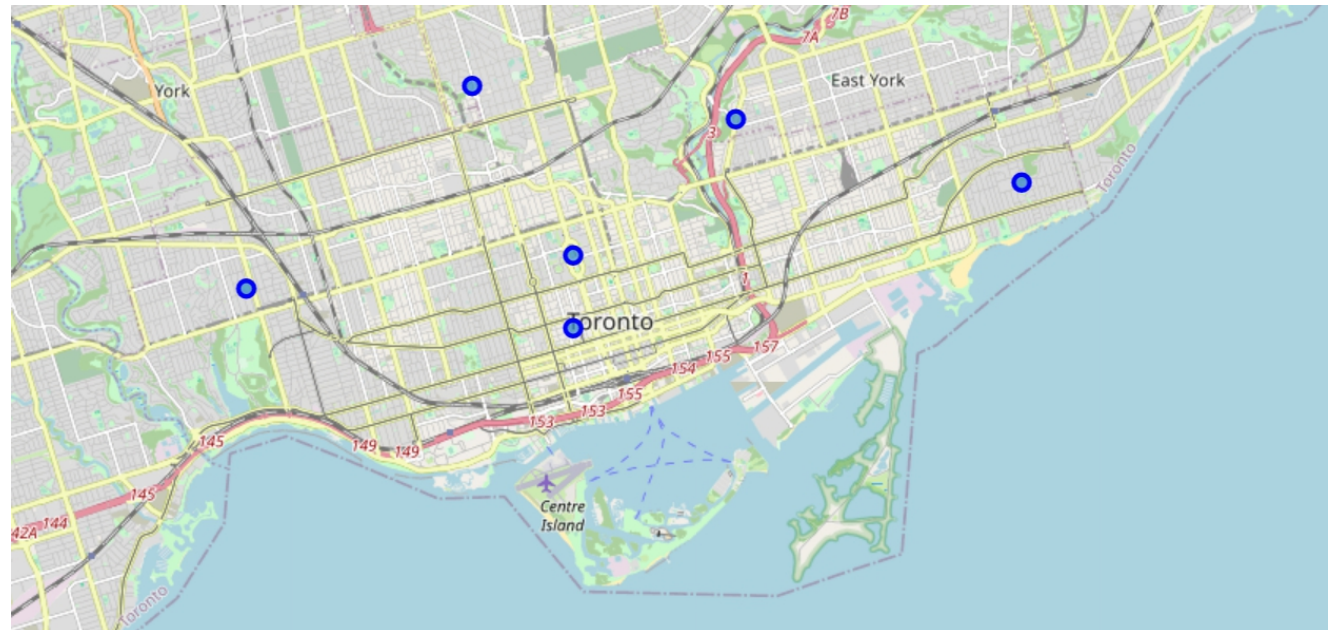 7B
7A
York
East York
3
Toronto
1
Toronto
157
155
154
155
153
153
145
149
149
145
144
42A
Centre
Island
Toronto